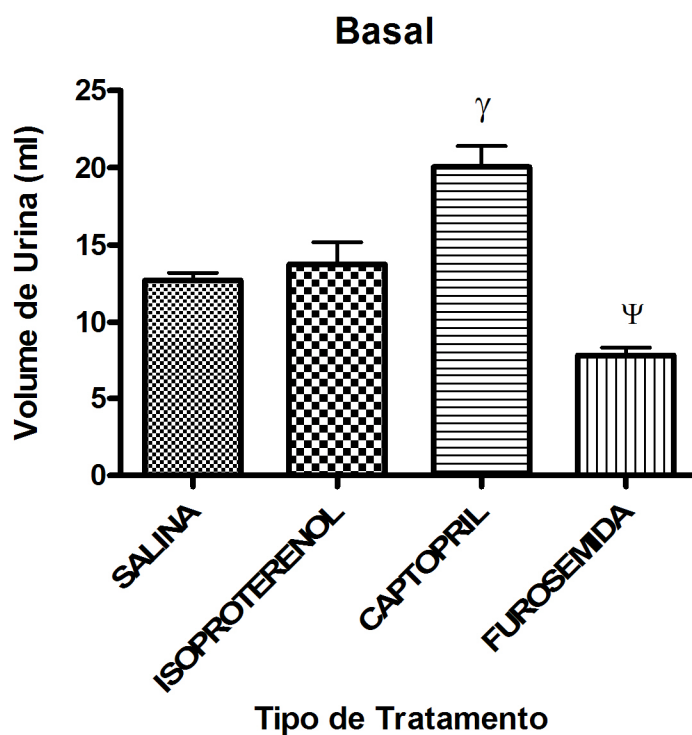 Basal
Volume de Urina (ml)
25
20
15
10
5
0
γ
Ψ
SALINA
ISOPROTERENOL
CAPTOPRIL
FUROSEMIDA
Tipo de Tratamento